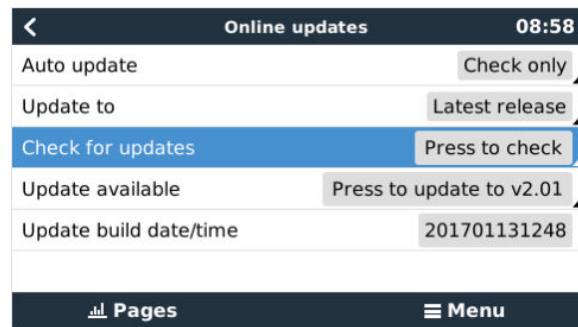 Online updates 08:58
Auto update Check only
Update to Latest release
Check for updates Press to check
Update available Press to update to v2.01
Update build date/time 201701131248
Pages Menu